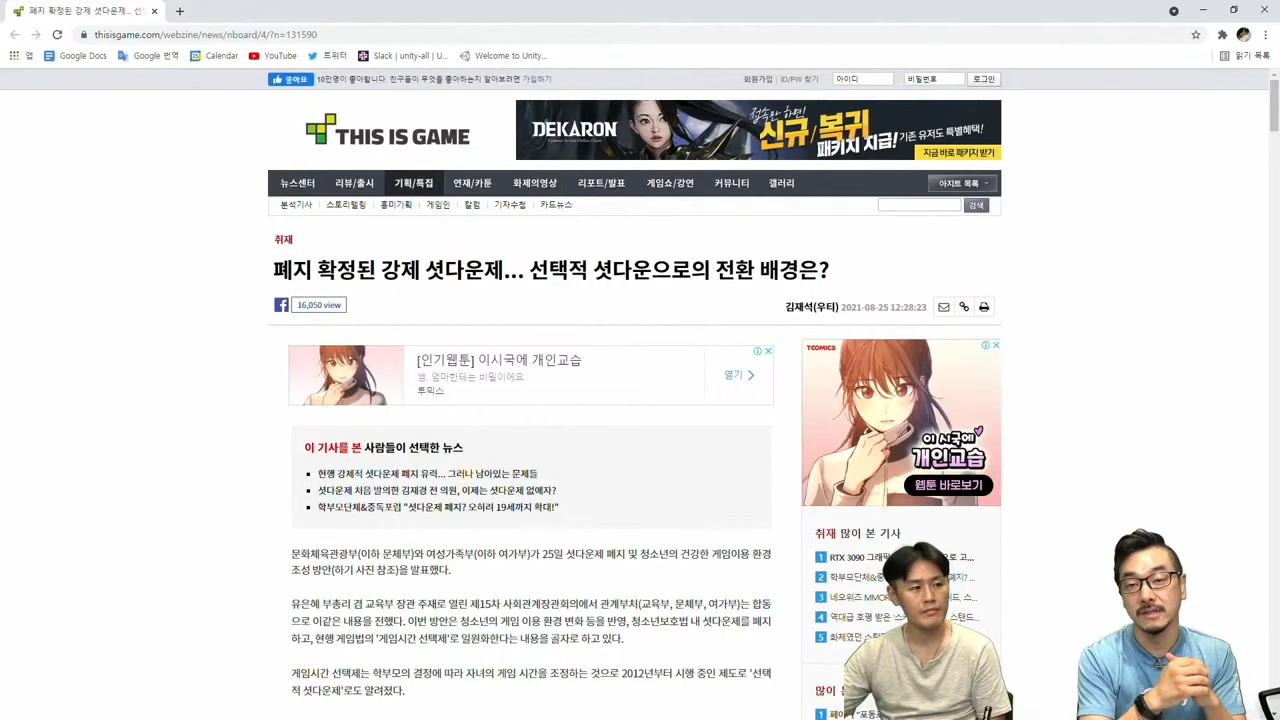 폐지 확정된 강제 셧다운제... 선
thisisgame.com/webzine/news/nboard/4/?n=131590
앱 Google Docs Google 번역 Calendar YouTube 트위터 Slack | unity-all | U... Welcome to Unity... 읽기 목록
좋아요 10만명이 좋아합니다. 친구들이 무엇을 좋아하는지 알아보려면 가입하기 회원가입 | ID/PW 찾기 아이디 비밀번호 로그인
THIS IS GAME
DEKARON 접속만 하면! 신규/복귀 패키지 지급! 기존 유저도 특별혜택!
지금 바로 패키지 받기
뉴스센터 리뷰/출시 기획/특집 연재/카툰 화제의영상 리포트/발표 게임쇼/강연 커뮤니티 갤러리 아지트 목록
분석기사 스토리텔링 흥미기획 게임인 칼럼 기자수첩 카드뉴스 검색
취재
폐지 확정된 강제 셧다운제... 선택적 셧다운으로의 전환 배경은?
16,050 view 김재석(우티) 2021-08-25 12:28:23
[인기웹툰] 이시국에 개인교습
쌤, 엄마한테는 비밀이에요
투믹스
열기
TOOMICS
이 시국에
개인교습
웹툰 바로보기
이 기사를 본 사람들이 선택한 뉴스
현행 강제적 셧다운제 폐지 유력... 그러나 남아있는 문제들
셧다운제 처음 발의한 김재경 전 의원, 이제는 셧다운제 없애자?
학부모단체&중독포럼 "셧다운제 폐지? 오히려 19세까지 확대!"
문화체육관광부(이하 문체부)와 여성가족부(이하 여가부)가 25일 셧다운제 폐지 및 청소년의 건강한 게임이용 환경
조성 방안(하기 사진 참조)을 발표했다.
유은혜 부총리 겸 교육부 장관 주재로 열린 제15차 사회관계장관회의에서 관계부처(교육부, 문체부, 여가부)는 합동
으로 이같은 내용을 전했다. 이번 방안은 청소년의 게임 이용 환경 변화 등을 반영, 청소년보호법 내 셧다운제를 폐지
하고, 현행 게임법의 '게임시간 선택제'로 일원화한다는 내용을 골자로 하고 있다.
게임시간 선택제는 학부모의 결정에 따라 자녀의 게임 시간을 조정하는 것으로 2012년부터 시행 중인 제도로 '선택
적 셧다운제'로도 알려졌다.
취재 많이 본 기사
1 RTX 3090 그래픽 으로 고...
2 학부모단체&중 폐지? ...
3 네오위즈 MMOR 드, 스...
4 역대급 호평 받은 '스 스탠드...
5 화제였던 스탠
많이
1 페이 "포동